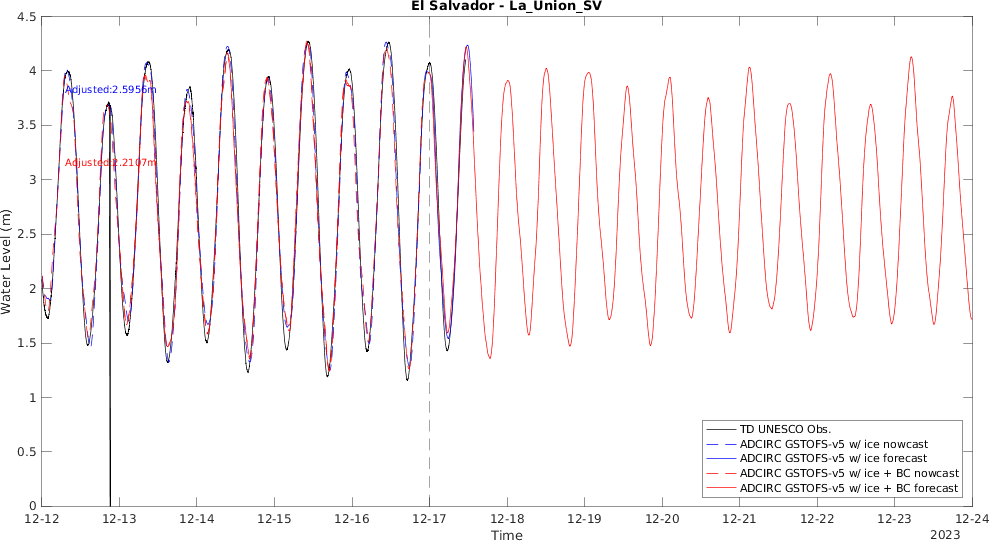 El Salvador - La_Union_SV
4.5
4
3.5
3
2.5
2
1.5
1
0.5
0
Water Level (m)
Adjusted:2.5956m
Adjusted:2.2107m
TD UNESCO Obs.
ADCIRC GSTOFS-v5 w/ ice nowcast
ADCIRC GSTOFS-v5 w/ ice forecast
ADCIRC GSTOFS-v5 w/ ice + BC nowcast
ADCIRC GSTOFS-v5 w/ ice + BC forecast
12-12 12-13 12-14 12-15 12-16 12-17 12-18 12-19 12-20 12-21 12-22 12-23 12-24
Time
2023